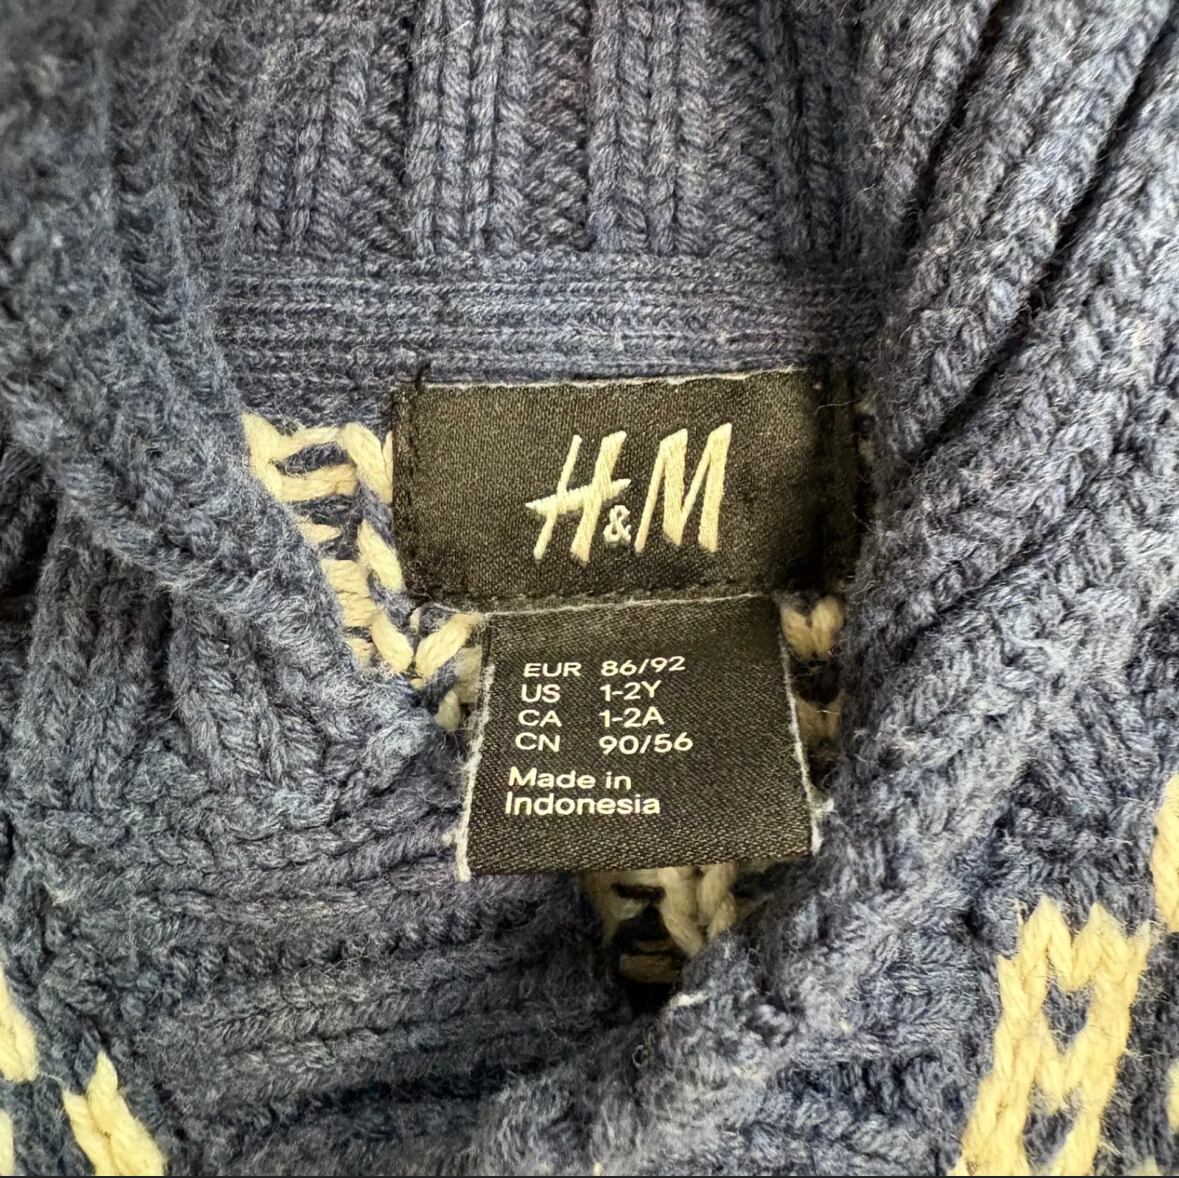 H&M
EUR 86/92
US 1-2Y
CA 1-2A
CN 90/56
Made in
Indonesia